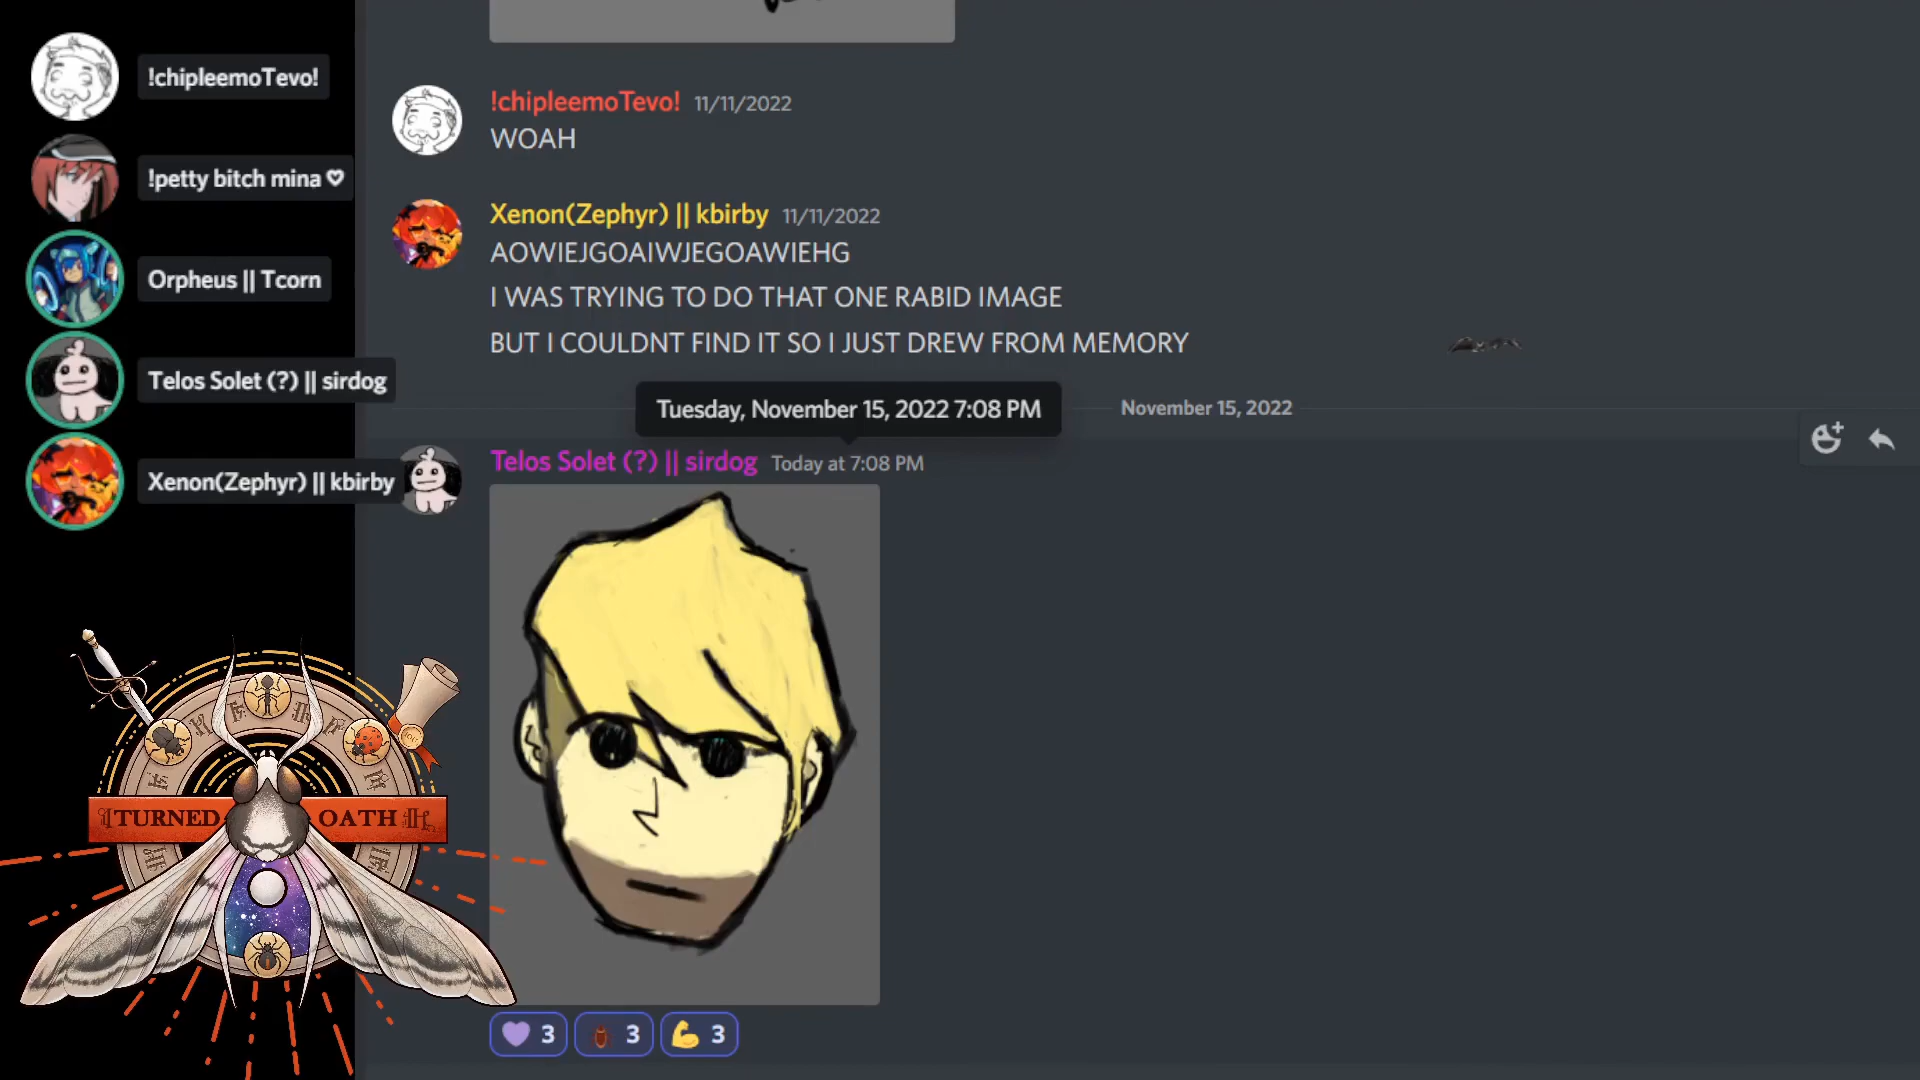 !chipleemoTevo!
!petty bitch mina ♡
Orpheus || Tcorn
Telos Solet (?) || sirdog
Xenon(Zephyr) || kbirby
!chipleemoTevo! 11/11/2022
WOAH
Xenon(Zephyr) || kbirby 11/11/2022
AOWIEJGOAIWJEGOAWIEHG
I WAS TRYING TO DO THAT ONE RABID IMAGE
BUT I COULDNT FIND IT SO I JUST DREW FROM MEMORY
Tuesday, November 15, 2022 7:08 PM
November 15, 2022
Telos Solet (?) || sirdog Today at 7:08 PM
3 3 3
TURNED OATH